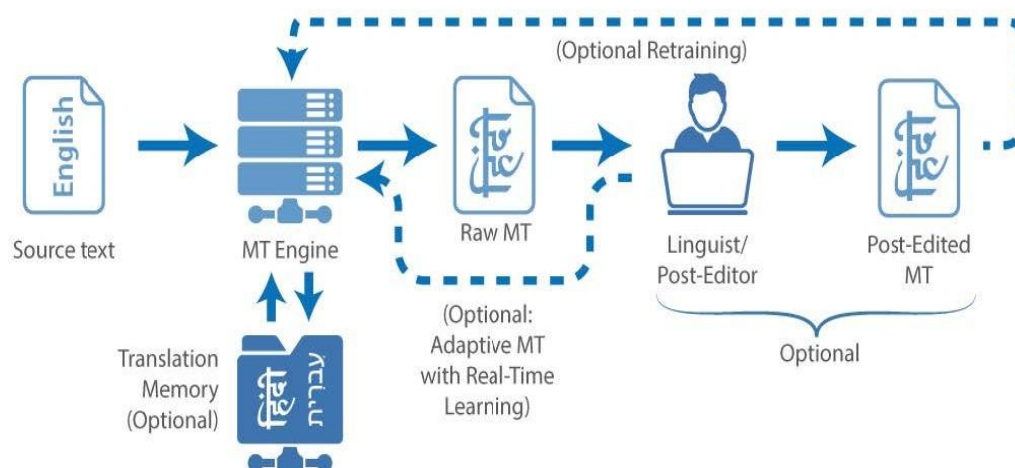 (Optional Retraining)
English
हिंदी
हिंदी
Source text
MT Engine
Raw MT
Linguist/
Post-Editor
Post-Edited
MT
Translation
Memory
(Optional)
हिंदी
עברית
(Optional:
Adaptive MT
with Real-Time
Learning)
Optional